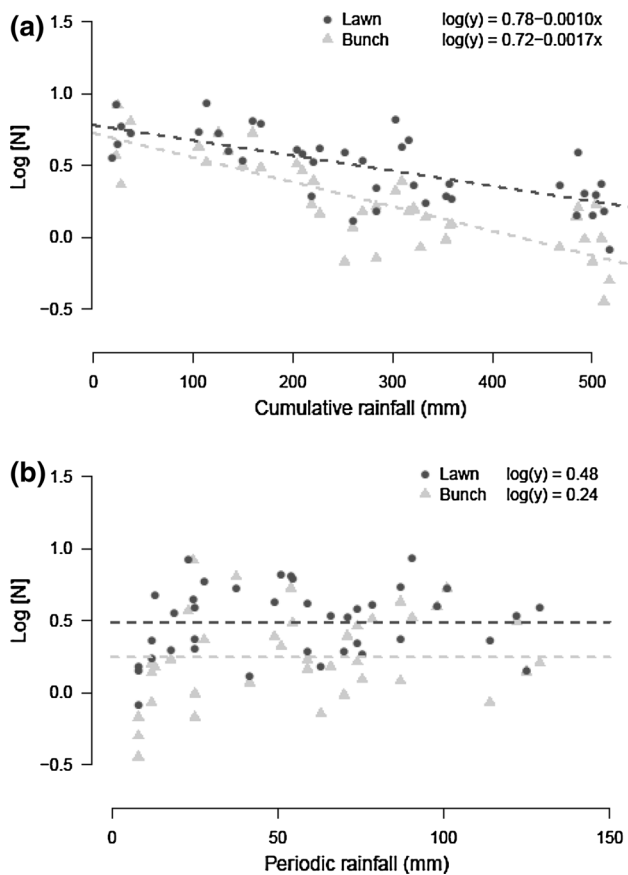 (a)
Lawn log(y) = 0.78−0.0010x
Bunch log(y) = 0.72−0.0017x
1.5
1.0
0.5
0.0
−0.5
Log [N]
0 100 200 300 400 500
Cumulative rainfall (mm)
(b)
Lawn log(y) = 0.48
Bunch log(y) = 0.24
1.5
1.0
0.5
0.0
−0.5
Log [N]
0 50 100 150
Periodic rainfall (mm)